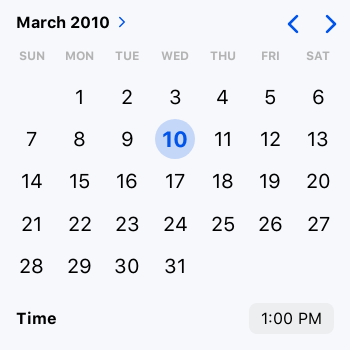 March 2010
SUN MON TUE WED THU FRI SAT
1 2 3 4 5 6
7 8 9 10 11 12 13
14 15 16 17 18 19 20
21 22 23 24 25 26 27
28 29 30 31
Time 1:00 PM